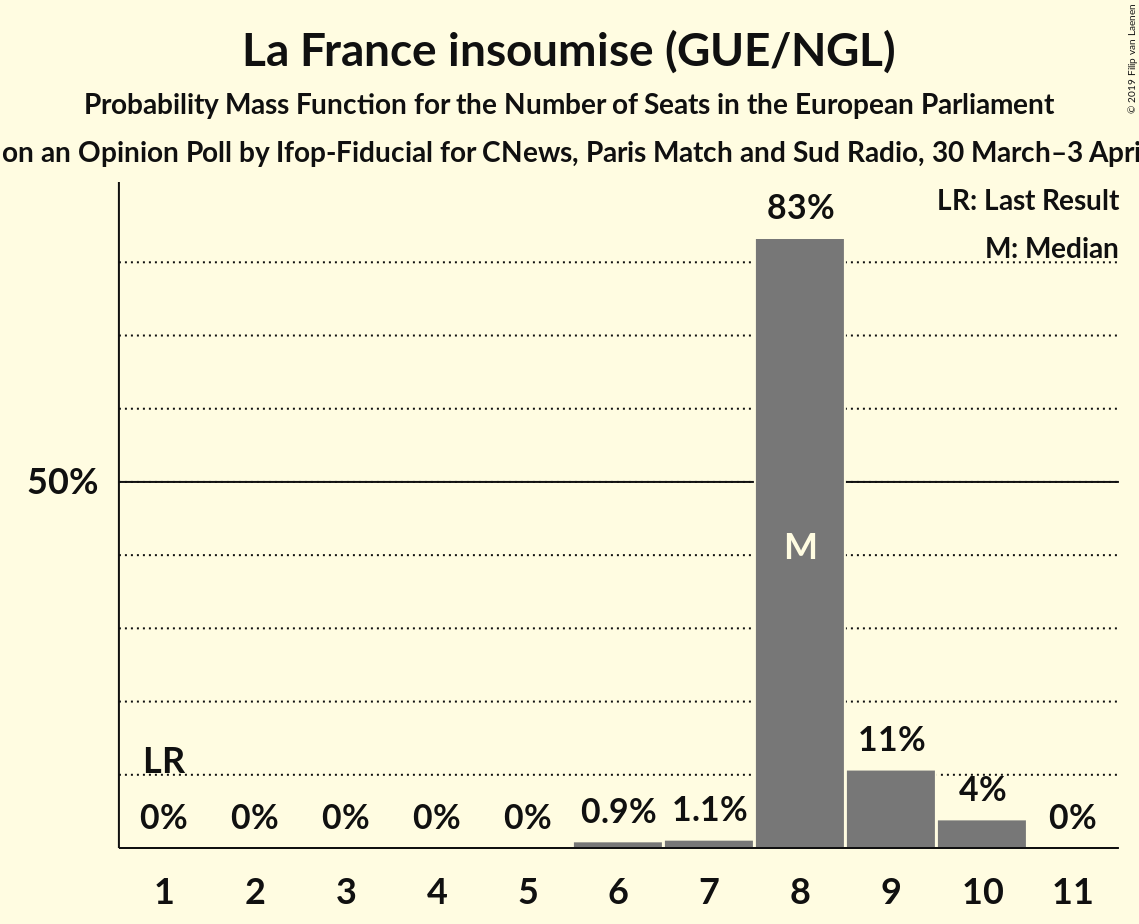 La France insoumise (GUE/NGL)
Probability Mass Function for the Number of Seats in the European Parliament
on an Opinion Poll by Ifop-Fiducial for CNews, Paris Match and Sud Radio, 30 March–3 Apri
© 2019 Filip van Laenen
LR: Last Result
M: Median
83%
50%
M
11%
LR
4%
0% 0% 0% 0% 0% 0.9% 1.1% 0%
1 2 3 4 5 6 7 8 9 10 11